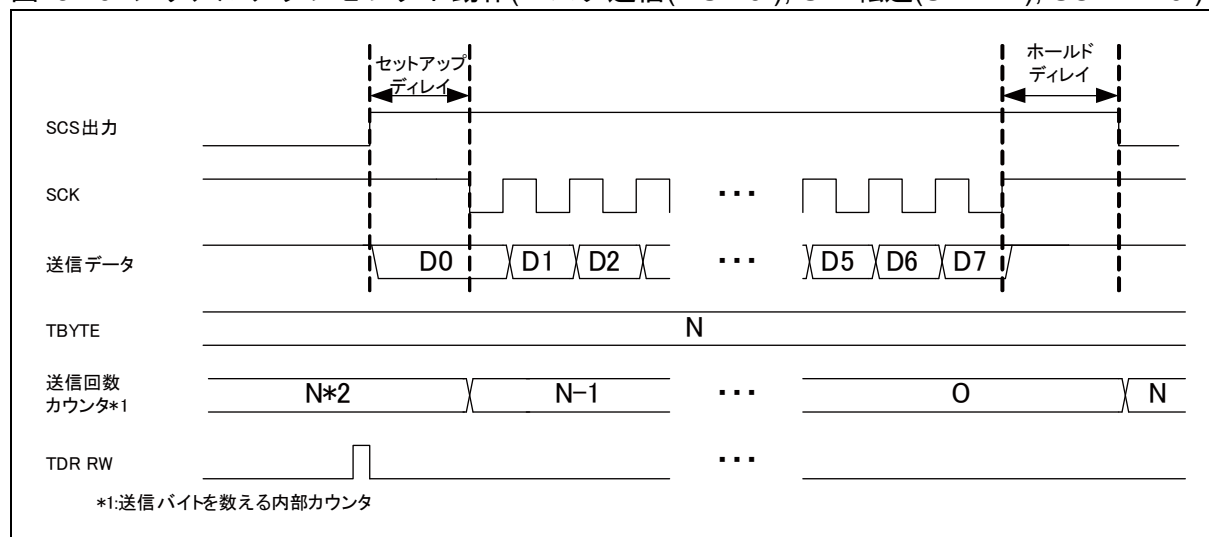 セットアップ
ディレイ
ホールド
ディレイ
SCS出力
SCK
・・・
送信データ
D0 D1 D2 ・・・ D5 D6 D7
TBYTE
N
送信回数
カウンタ*1
N*2 N-1 ・・・ O N
TDR RW
・・・
*1:送信バイトを数える内部カウンタ